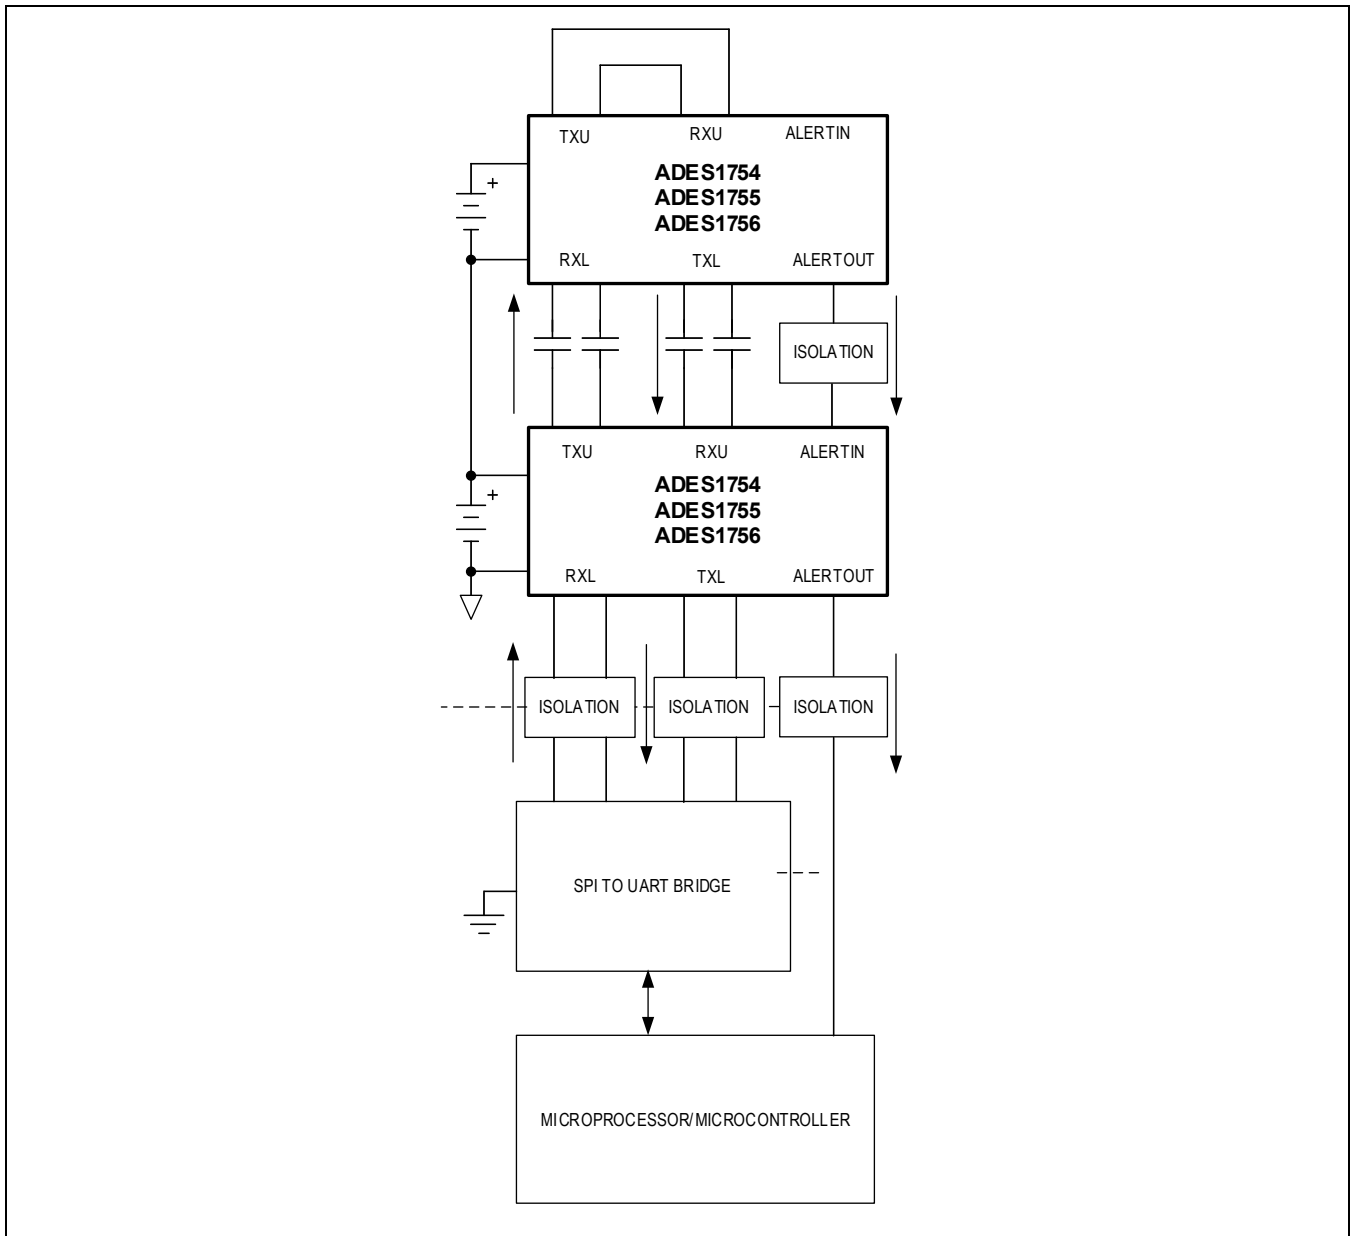 TXU RXU ALERTIN
ADES1754
ADES1755
ADES1756
RXL TXL ALERTOUT
+
ISOLATION
TXU RXU ALERTIN
ADES1754
ADES1755
ADES1756
RXL TXL ALERTOUT
+
ISOLATION ISOLATION ISOLATION
SPI TO UART BRIDGE
MICROPROCESSOR/MICROCONTROLLER